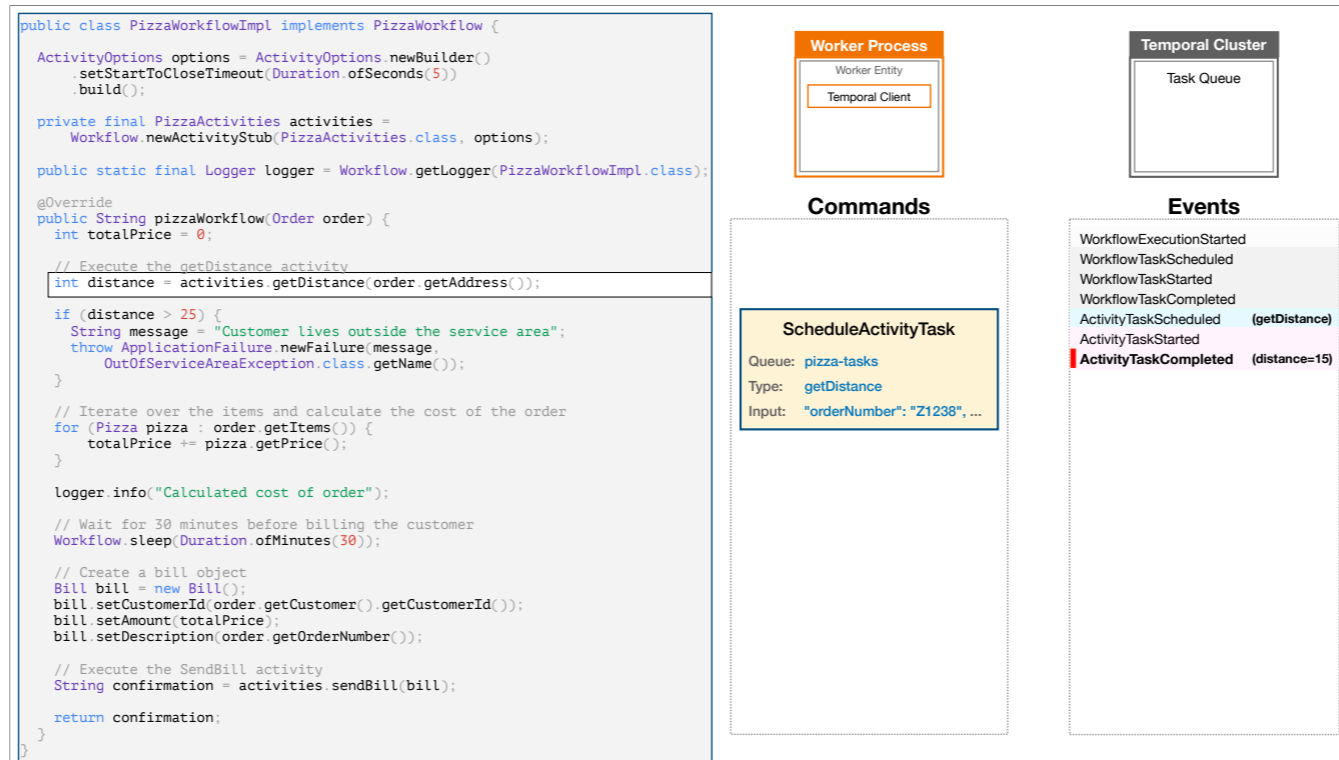 public class PizzaWorkflowImpl implements PizzaWorkflow {
ActivityOptions options = ActivityOptions.newBuilder()
.setStartToCloseTimeout(Duration.ofSeconds(5))
.build();
private final PizzaActivities activities =
Workflow.newActivityStub(PizzaActivities.class, options);
public static final Logger logger = Workflow.getLogger(PizzaWorkflowImpl.class);
@Override
public String pizzaWorkflow(Order order) {
int totalPrice = 0;
// Execute the getDistance activity
int distance = activities.getDistance(order.getAddress());
if (distance > 25) {
String message = "Customer lives outside the service area";
throw ApplicationFailure.newFailure(message,
OutOfServiceAreaException.class.getName());
}
// Iterate over the items and calculate the cost of the order
for (Pizza pizza : order.getItems()) {
totalPrice += pizza.getPrice();
}
logger.info("Calculated cost of order");
// Wait for 30 minutes before billing the customer
Workflow.sleep(Duration.ofMinutes(30));
// Create a bill object
Bill bill = new Bill();
bill.setCustomerId(order.getCustomer().getCustomerId());
bill.setAmount(totalPrice);
bill.setDescription(order.getOrderNumber());
// Execute the SendBill activity
String confirmation = activities.sendBill(bill);
return confirmation;
}
}
Worker Process
Worker Entity
Temporal Client
Temporal Cluster
Task Queue
Commands
ScheduleActivityTask
Queue: pizza-tasks
Type: getDistance
Input: "orderNumber": "Z1238", ...
Events
WorkflowExecutionStarted
WorkflowTaskScheduled
WorkflowTaskStarted
WorkflowTaskCompleted
ActivityTaskScheduled (getDistance)
ActivityTaskStarted
ActivityTaskCompleted (distance=15)